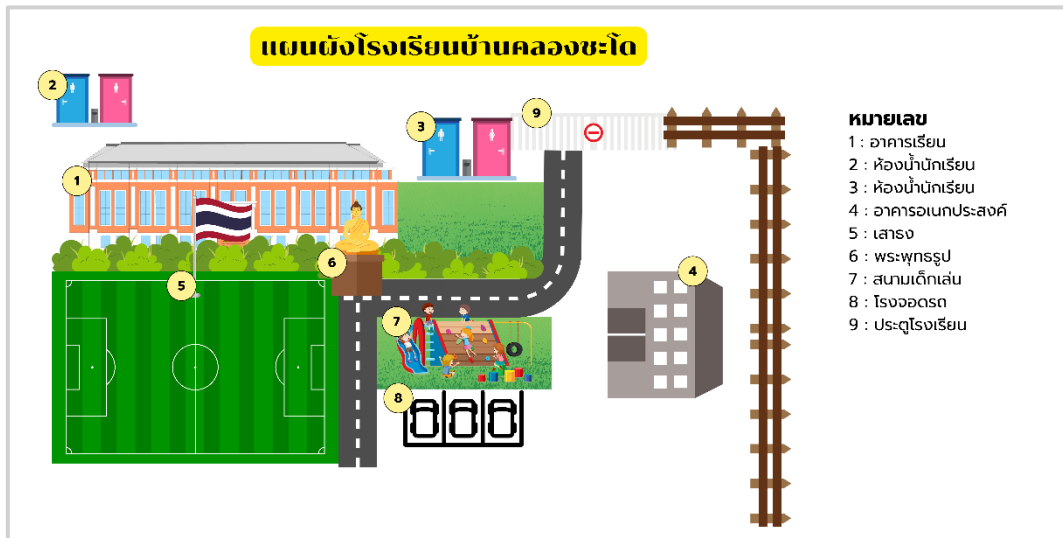 แผนผังโรงเรียนบ้านคลองชะโด
2
3
9
1
6
5
4
7
8
หมายเลข
1 : อาคารเรียน
2 : ห้องน้ำนักเรียน
3 : ห้องน้ำนักเรียน
4 : อาคารอเนกประสงค์
5 : เสาธง
6 : พระพุทธรูป
7 : สนามเด็กเล่น
8 : โรงจอดรถ
9 : ประตูโรงเรียน